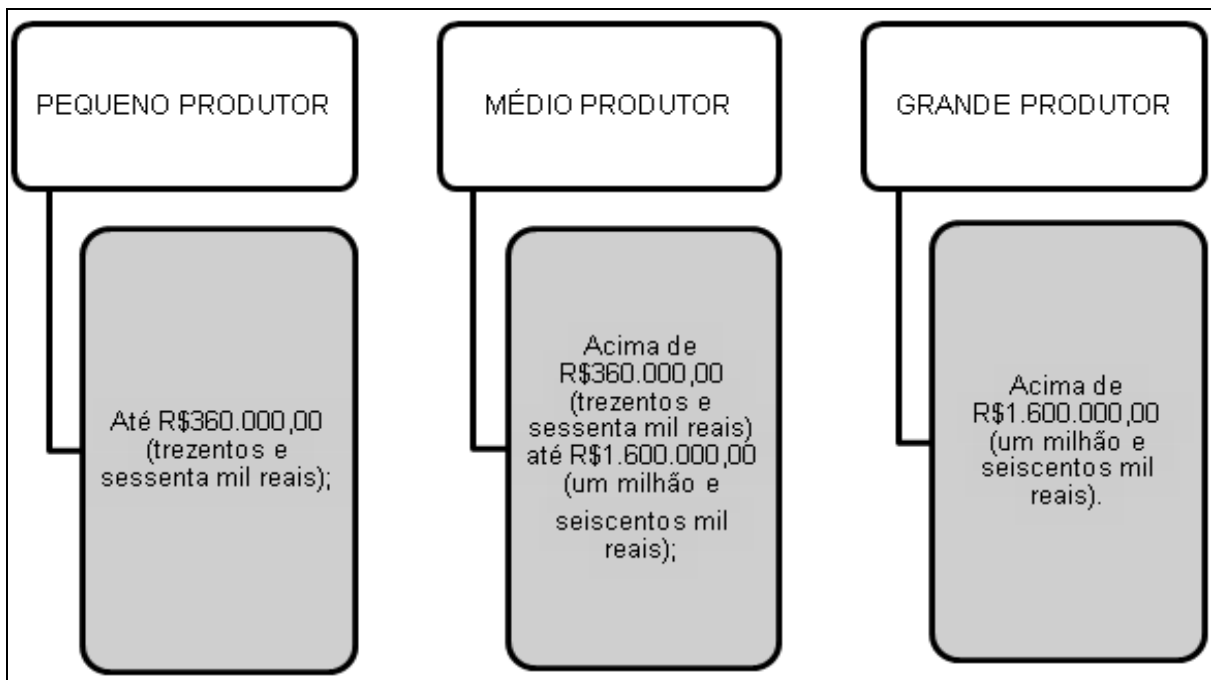 PEQUENO PRODUTOR
Até R$360.000,00
(trezentos e
sessenta mil reais);
MÉDIO PRODUTOR
Acima de
R$360.000,00
(trezentos e
sessenta mil reais)
até R$1.600.000,00
(um milhão e
seiscentos mil
reais);
GRANDE PRODUTOR
Acima de
R$1.600.000,00
(um milhão e
seiscentos mil
reais).